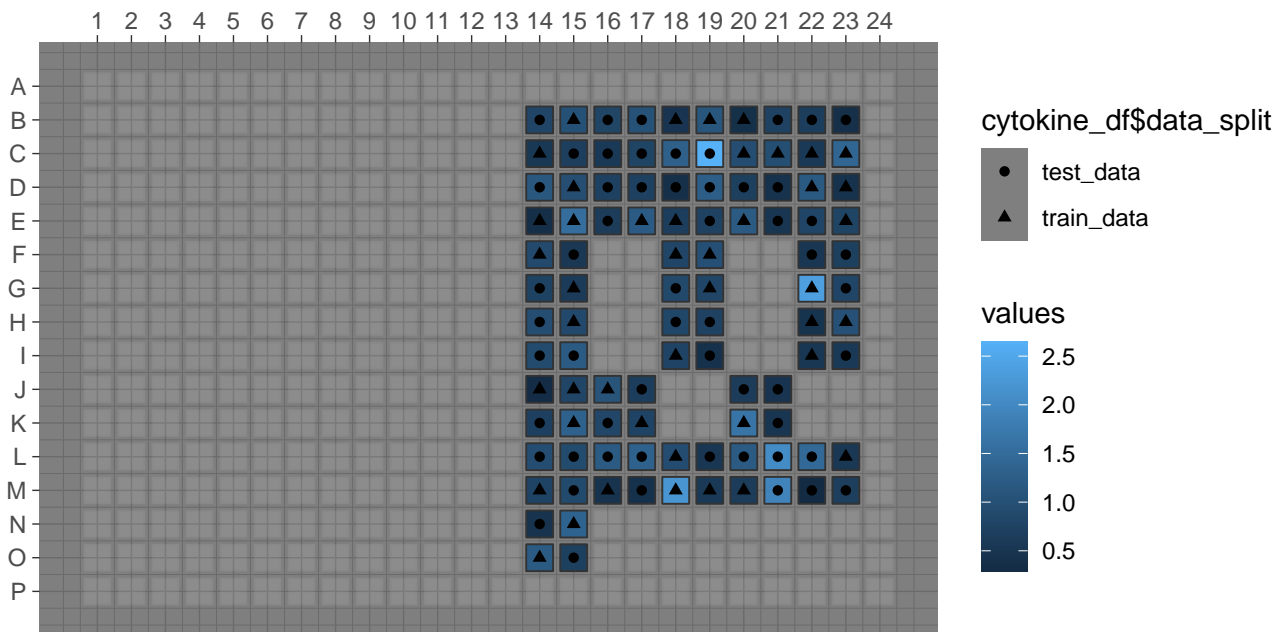 1 2 3 4 5 6 7 8 9 10 11 12 13 14 15 16 17 18 19 20 21 22 23 24
A
B
C
D
E
F
G
H
I
J
K
L
M
N
O
P
cytokine_df$data_split
test_data
train_data
values
2.5
2.0
1.5
1.0
0.5